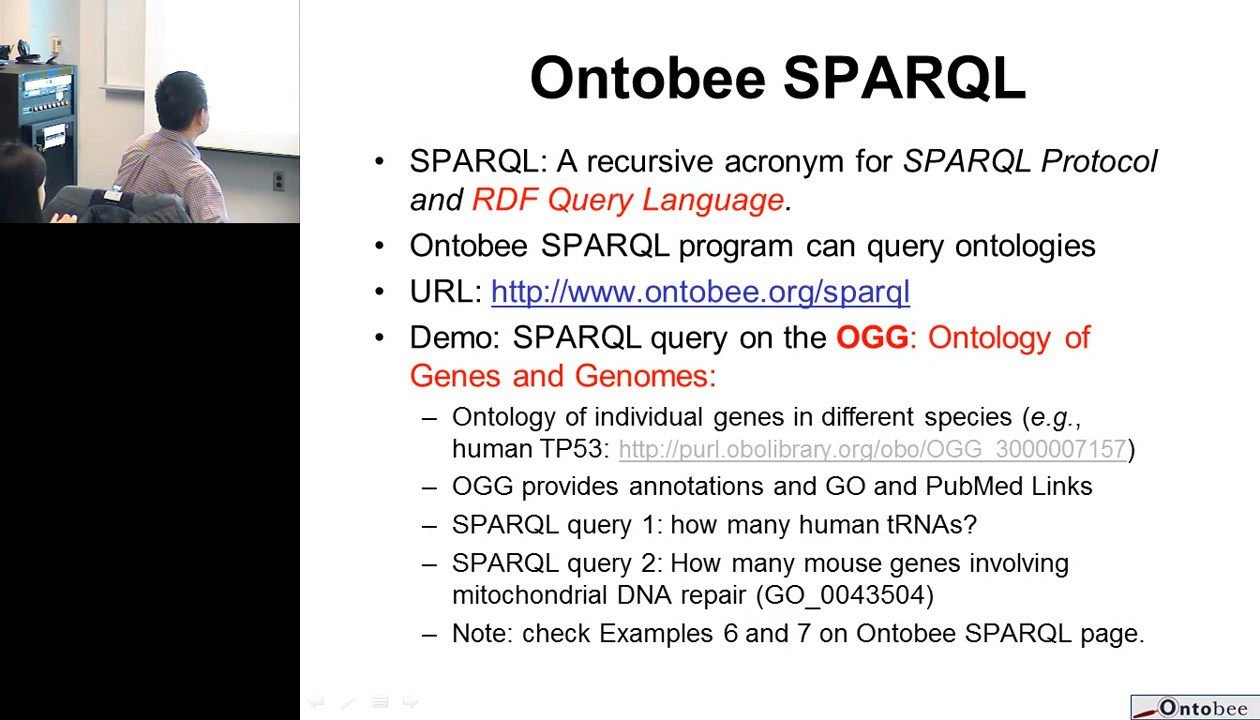 Ontobee SPARQL
• SPARQL: A recursive acronym for SPARQL Protocol
and RDF Query Language.
• Ontobee SPARQL program can query ontologies
• URL: http://www.ontobee.org/sparql
• Demo: SPARQL query on the OGG: Ontology of
Genes and Genomes:
– Ontology of individual genes in different species (e.g.,
human TP53: http://purl.obolibrary.org/obo/OGG_3000007157)
– OGG provides annotations and GO and PubMed Links
– SPARQL query 1: how many human tRNAs?
– SPARQL query 2: How many mouse genes involving
mitochondrial DNA repair (GO_0043504)
– Note: check Examples 6 and 7 on Ontobee SPARQL page.
Ontobee